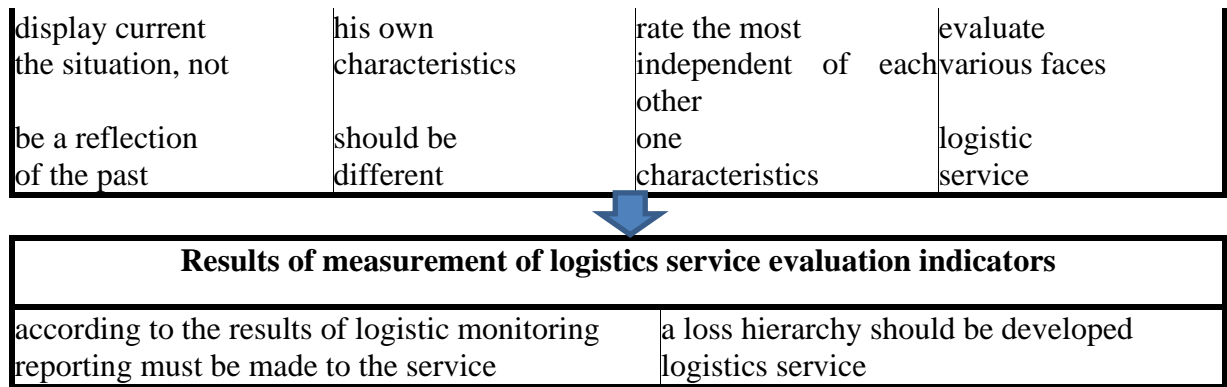 display current
the situation, not
be a reflection
of the past
his own
characteristics
should be
different
rate the most
independent of each
other
one
characteristics
evaluate
various faces
logistic
service
Results of measurement of logistics service evaluation indicators
according to the results of logistic monitoring
reporting must be made to the service
a loss hierarchy should be developed
logistics service